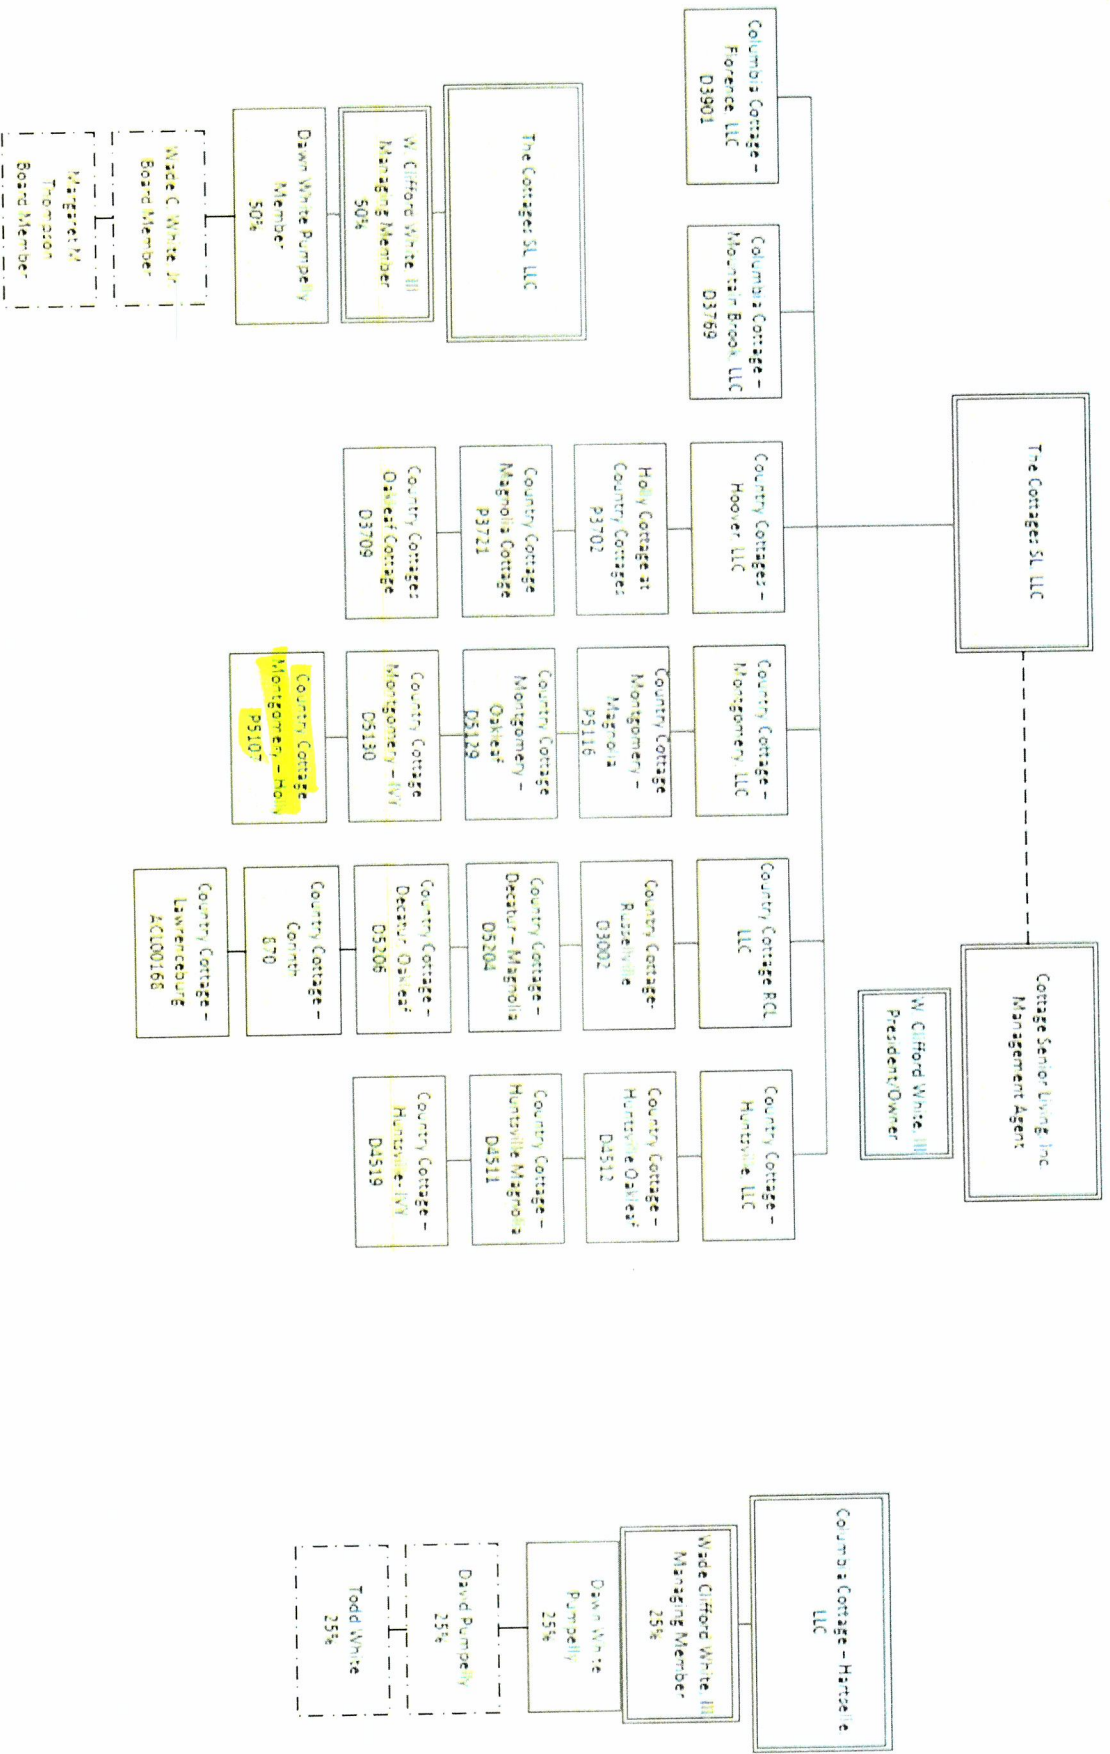 The Cottages SL, LLC
Cottage Senior Living, Inc.
Management Agent
W. Clifford White, III
President/Owner
Columbia Cottage –
Florence, LLC
D3901
Columbia Cottage –
Mountain Brook, LLC
D3769
Country Cottages –
Hoover LLC
Holly Cottage at
Country Cottages
P3702
Country Cottage
Magnolia Cottage
P3721
Country Cottages
Oakleaf Cottage
D3709
Country Cottage –
Montgomery, LLC
Country Cottage
Montgomery –
Magnolia
P5116
Country Cottage
Montgomery –
Oakleaf
D5129
Country Cottage
Montgomery – IVY
D5130
Country Cottage
Montgomery – Holly
P5107
Country Cottage RCL
LLC
Country Cottage-
Russellville
D3002
Country Cottage –
Decatur – Magnolia
D5204
Country Cottage –
Decatur Oakleaf
D5206
Country Cottage –
Corinth
870
Country Cottage –
Lawrenceburg
ACL00168
Country Cottage –
Huntsville, LLC
Country Cottage –
Huntsville Oakleaf
D4512
Country Cottage –
Huntsville Magnolia
D4511
Country Cottage –
Huntsville- IVY
D4519
The Cottages SL, LLC
W. Clifford White III
Managing Member
50%
Dawn White Pumpelly
Member
50%
Wade C. White Jr
Board Member
Margaret W
Thompson
Board Member
Columbia Cottage – Hartselle
LLC
Wade Clifford White, III
Managing Member
25%
Dawn White
Pumpelly
25%
David Pumpelly
25%
Todd White
25%